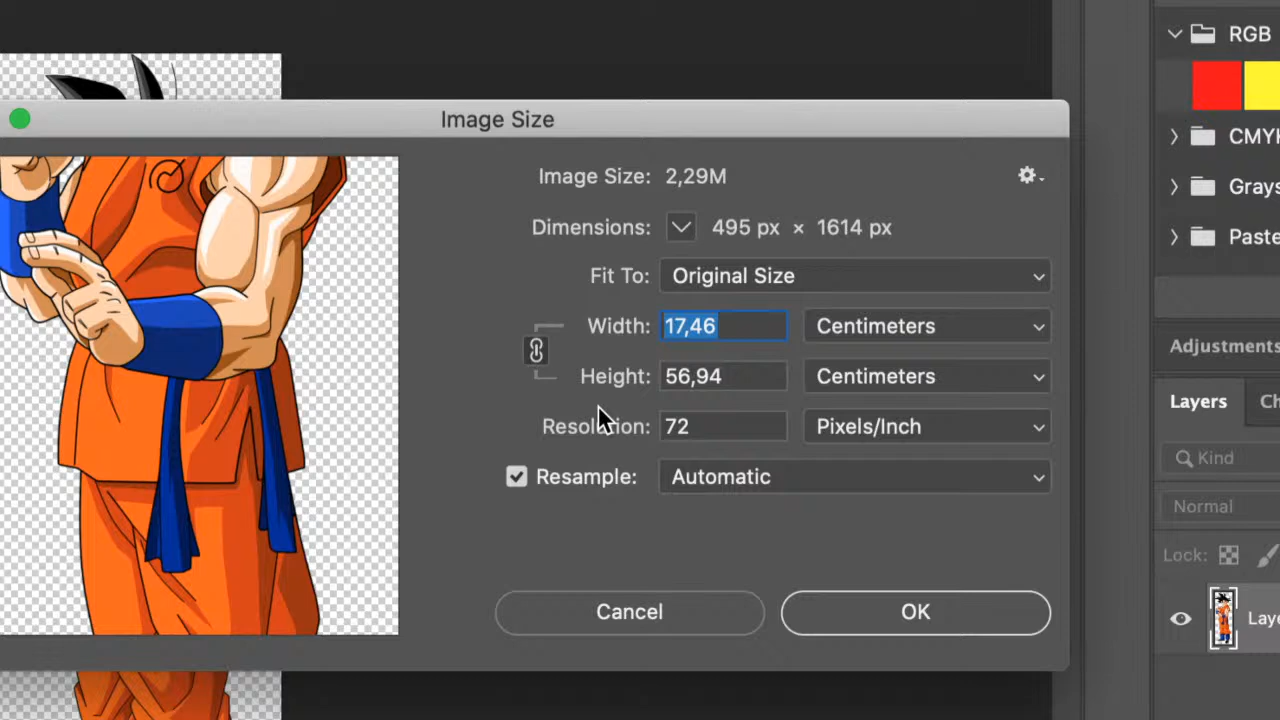 RGB
Image Size
CMY
Image Size: 2,29M
Grays
Dimensions: 495 px × 1614 px
Paste
Fit To: Original Size
Width: 17,46 Centimeters
Adjustments
Height: 56,94 Centimeters
Layers Ch
Resolution: 72 Pixels/Inch
Kind
Resample: Automatic
Normal
Lock:
Cancel OK
Laye